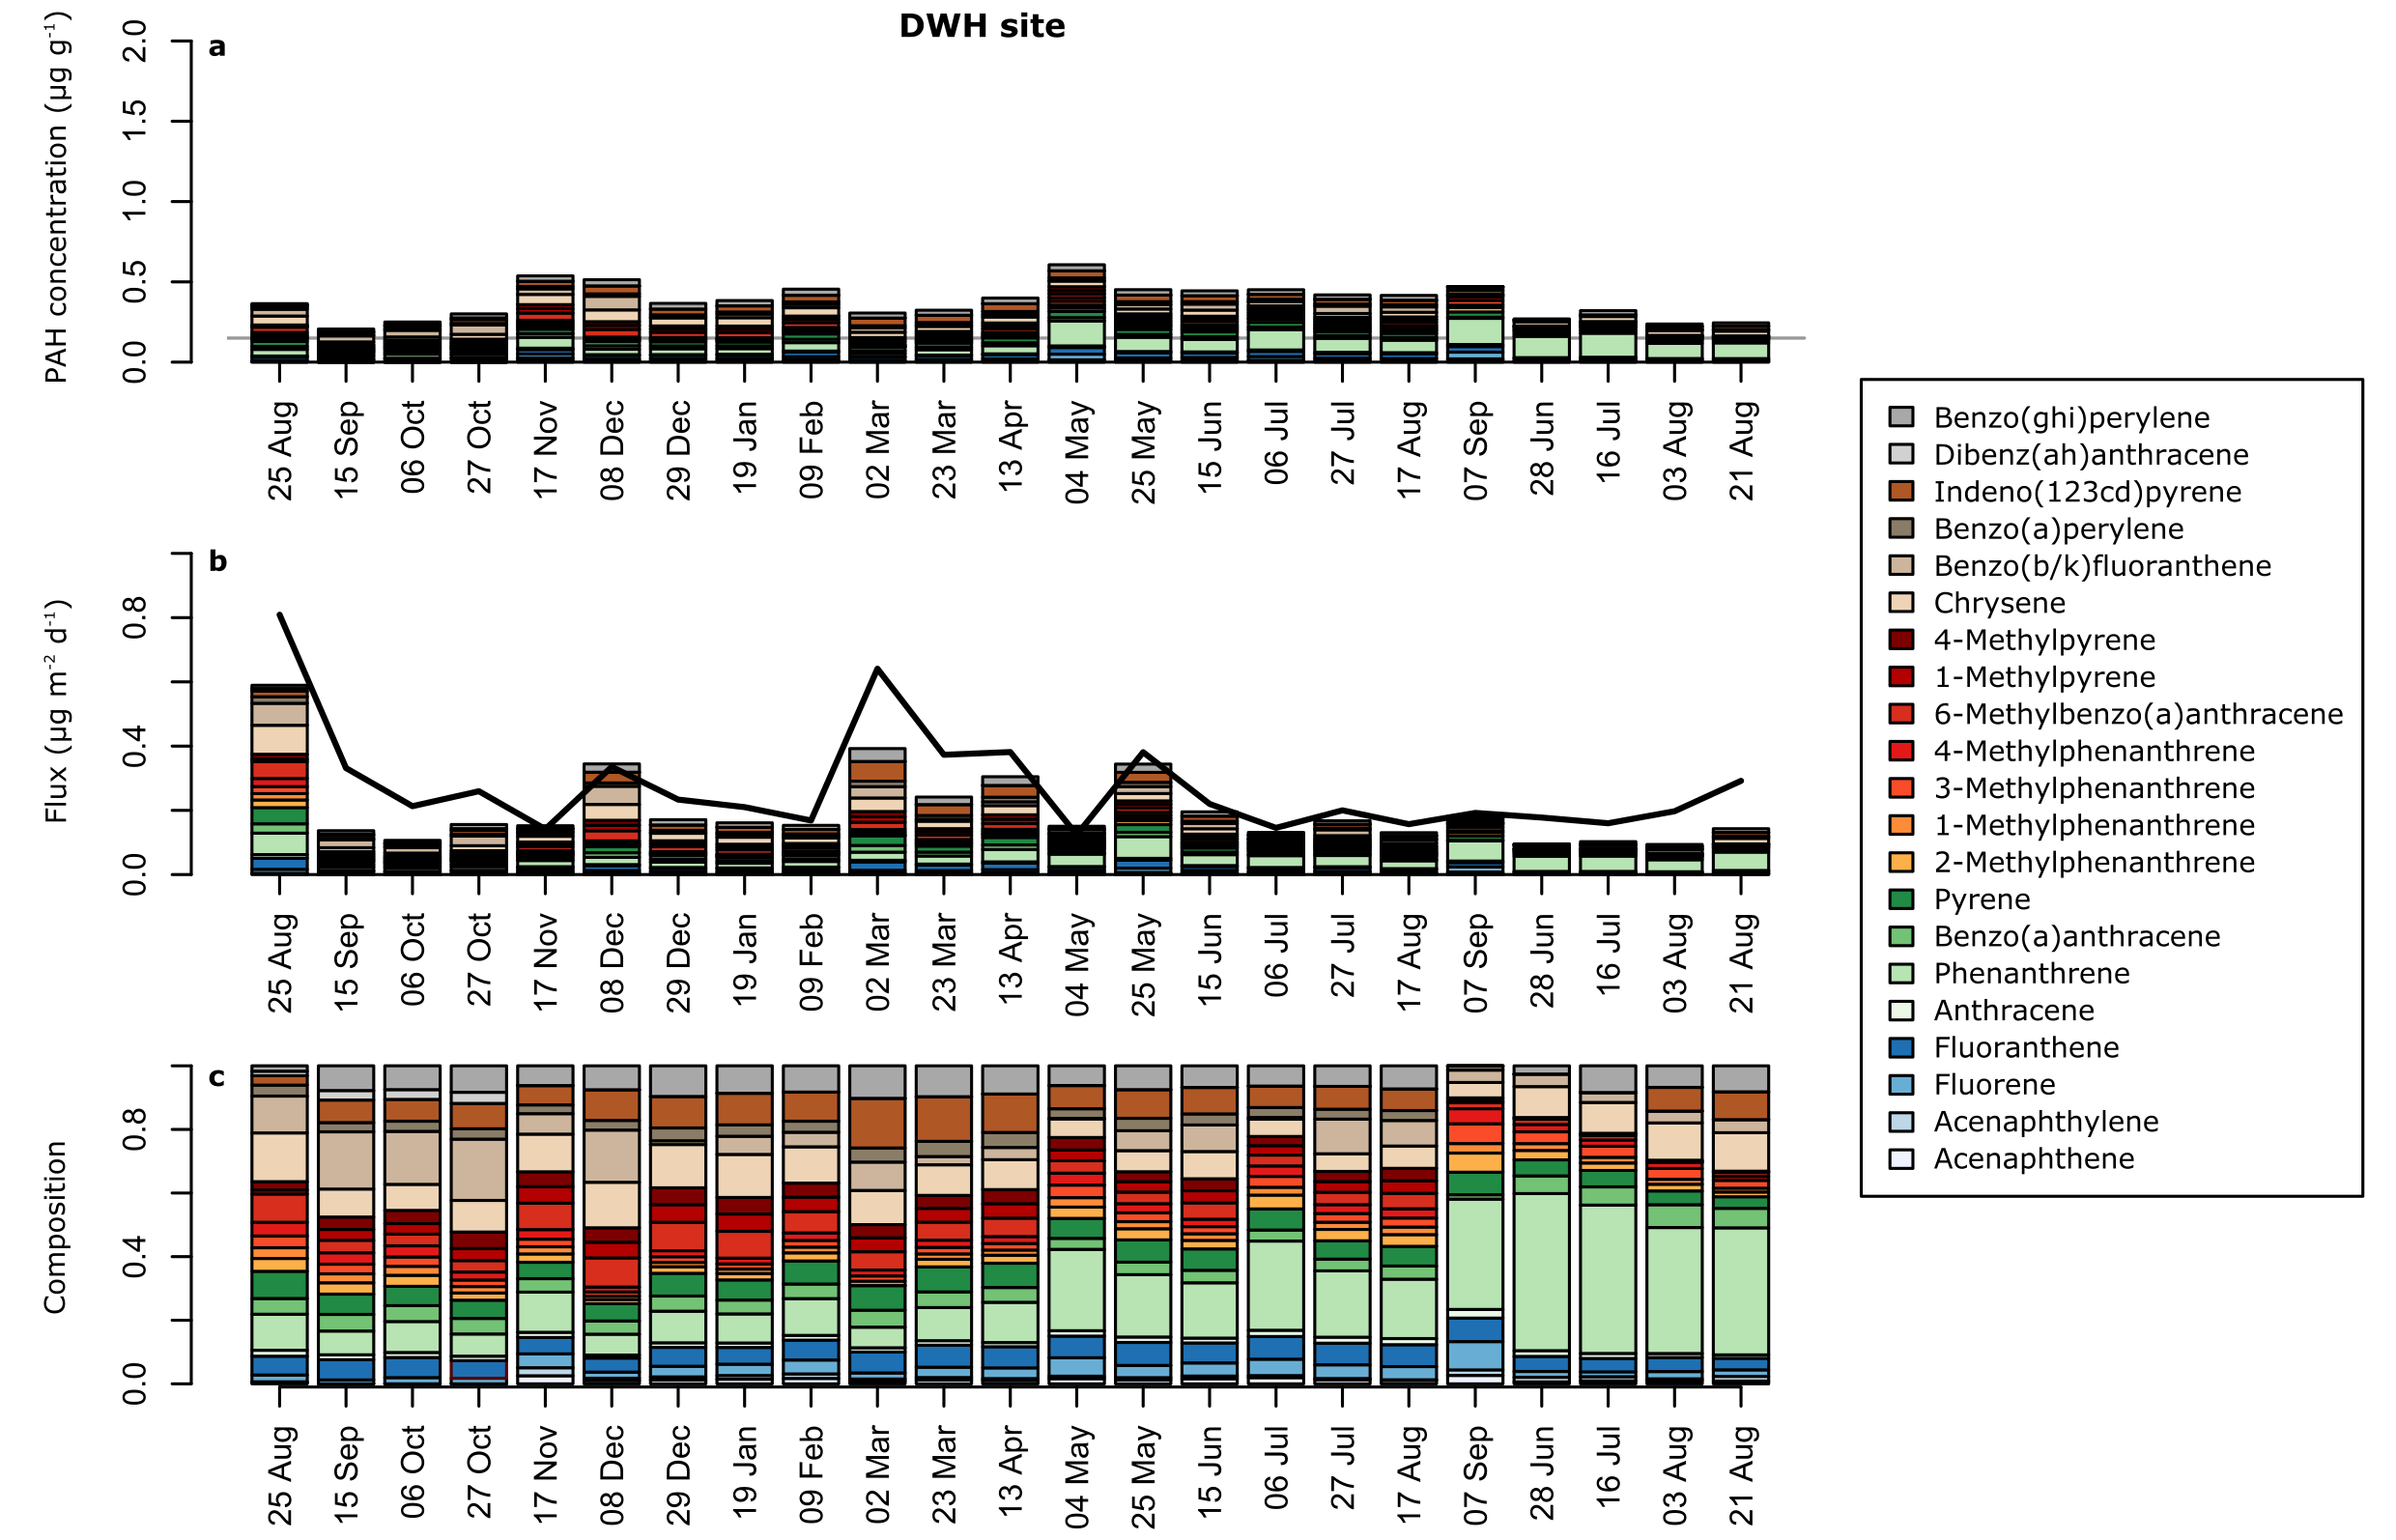 DWH site
a
PAH concentration (µg g⁻¹)
0.0 0.5 1.0 1.5 2.0
25 Aug 15 Sep 06 Oct 27 Oct 17 Nov 08 Dec 29 Dec 19 Jan 09 Feb 02 Mar 23 Mar 13 Apr 04 May 25 May 15 Jun 06 Jul 27 Jul 17 Aug 07 Sep 28 Jun 16 Jul 03 Aug 21 Aug
b
Flux (µg m⁻² d⁻¹)
0.0 0.4 0.8
25 Aug 15 Sep 06 Oct 27 Oct 17 Nov 08 Dec 29 Dec 19 Jan 09 Feb 02 Mar 23 Mar 13 Apr 04 May 25 May 15 Jun 06 Jul 27 Jul 17 Aug 07 Sep 28 Jun 16 Jul 03 Aug 21 Aug
c
Composition
0.0 0.4 0.8
25 Aug 15 Sep 06 Oct 27 Oct 17 Nov 08 Dec 29 Dec 19 Jan 09 Feb 02 Mar 23 Mar 13 Apr 04 May 25 May 15 Jun 06 Jul 27 Jul 17 Aug 07 Sep 28 Jun 16 Jul 03 Aug 21 Aug
Benzo(ghi)perylene
Dibenz(ah)anthracene
Indeno(123cd)pyrene
Benzo(a)perylene
Benzo(b/k)fluoranthene
Chrysene
4-Methylpyrene
1-Methylpyrene
6-Methylbenzo(a)anthracene
4-Methylphenanthrene
3-Methylphenanthrene
1-Methylphenanthrene
2-Methylphenanthrene
Pyrene
Benzo(a)anthracene
Phenanthrene
Anthracene
Fluoranthene
Fluorene
Acenaphthylene
Acenaphthene